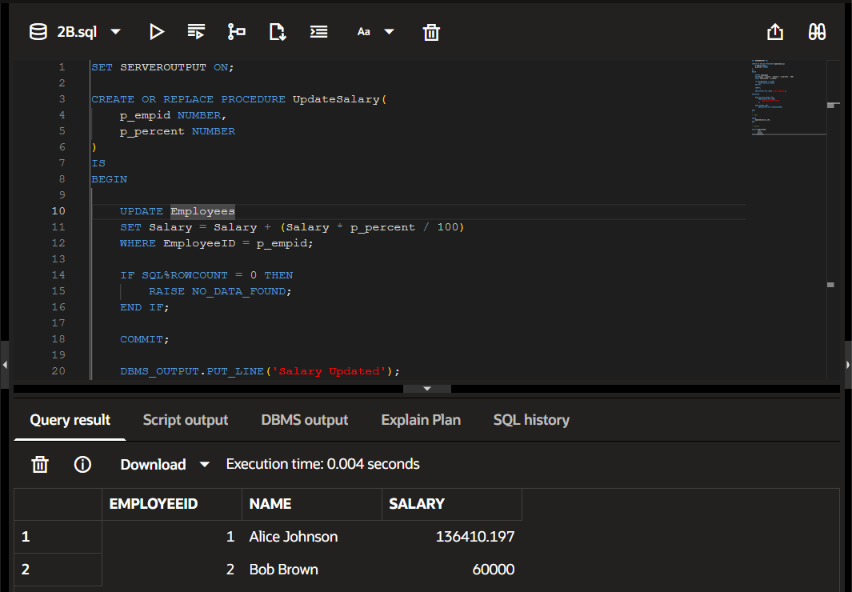 2B.sql Aa
1 SET SERVEROUTPUT ON;
2
3 CREATE OR REPLACE PROCEDURE UpdateSalary(
4 p_empid NUMBER,
5 p_percent NUMBER
6 )
7 IS
8 BEGIN
9
10 UPDATE Employees
11 SET Salary = Salary + (Salary * p_percent / 100)
12 WHERE EmployeeID = p_empid;
13
14 IF SQL%ROWCOUNT = 0 THEN
15 RAISE NO_DATA_FOUND;
16 END IF;
17
18 COMMIT;
19
20 DBMS_OUTPUT.PUT_LINE('Salary Updated');
Query result Script output DBMS output Explain Plan SQL history
Download Execution time: 0.004 seconds
EMPLOYEEID NAME SALARY
1 1 Alice Johnson 136410.197
2 2 Bob Brown 60000